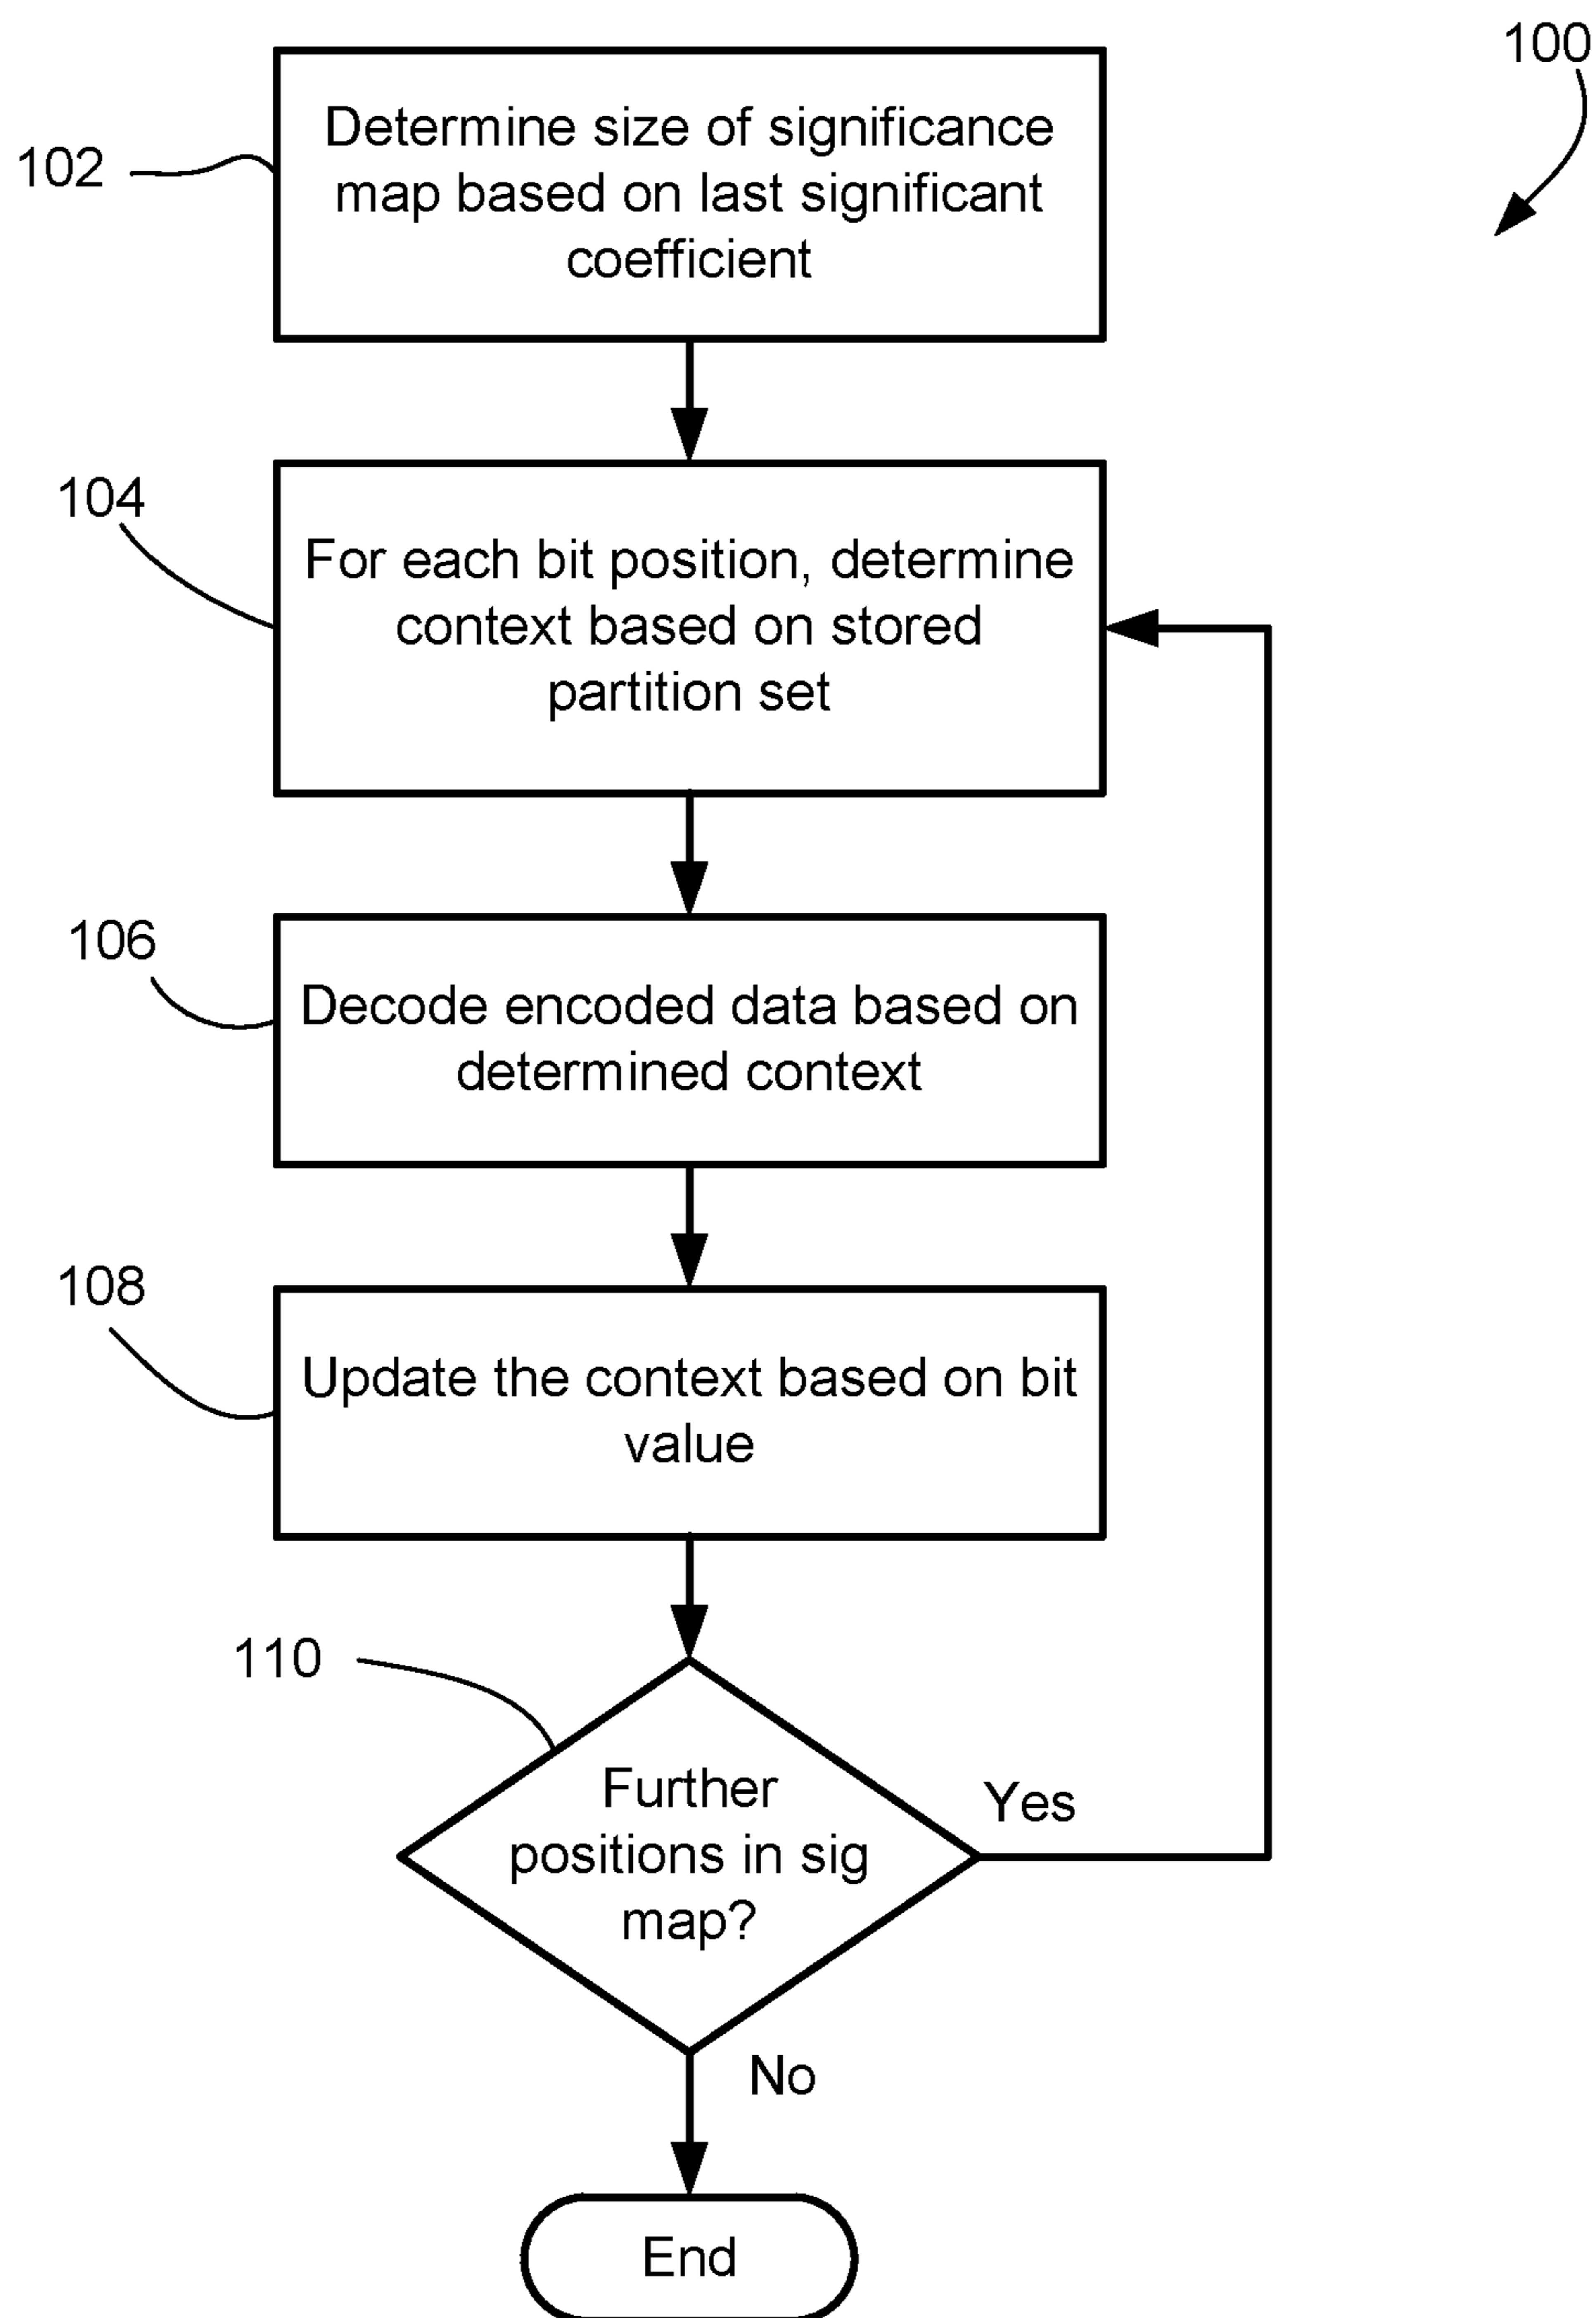 100
102
Determine size of significance
map based on last significant
coefficient
104
For each bit position, determine
context based on stored
partition set
106
Decode encoded data based on
determined context
108
Update the context based on bit
value
110
Further
positions in sig
map?
Yes
No
End